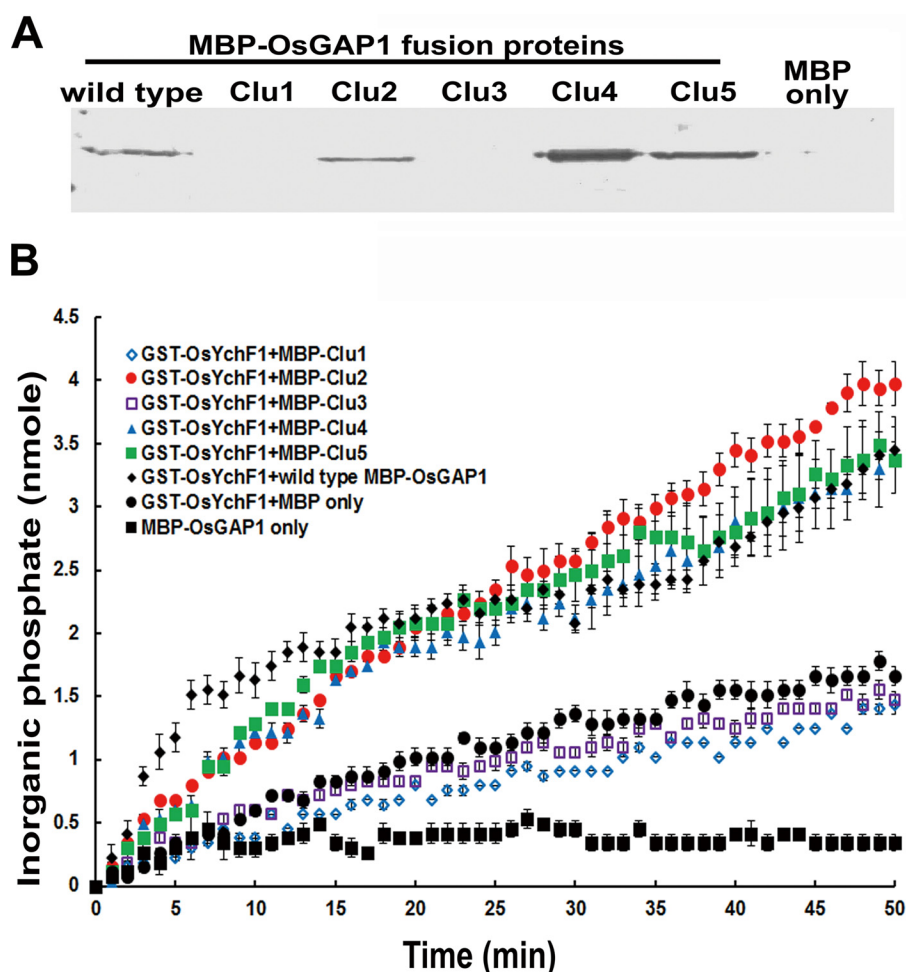 A
MBP-OsGAP1 fusion proteins
wild type Clu1 Clu2 Clu3 Clu4 Clu5 MBP only
B
Inorganic phosphate (nmole)
4.5
4
3.5
3
2.5
2
1.5
1
0.5
0
GST-OsYchF1+MBP-Clu1
GST-OsYchF1+MBP-Clu2
GST-OsYchF1+MBP-Clu3
GST-OsYchF1+MBP-Clu4
GST-OsYchF1+MBP-Clu5
GST-OsYchF1+wild type MBP-OsGAP1
GST-OsYchF1+MBP only
MBP-OsGAP1 only
0 5 10 15 20 25 30 35 40 45 50
Time (min)